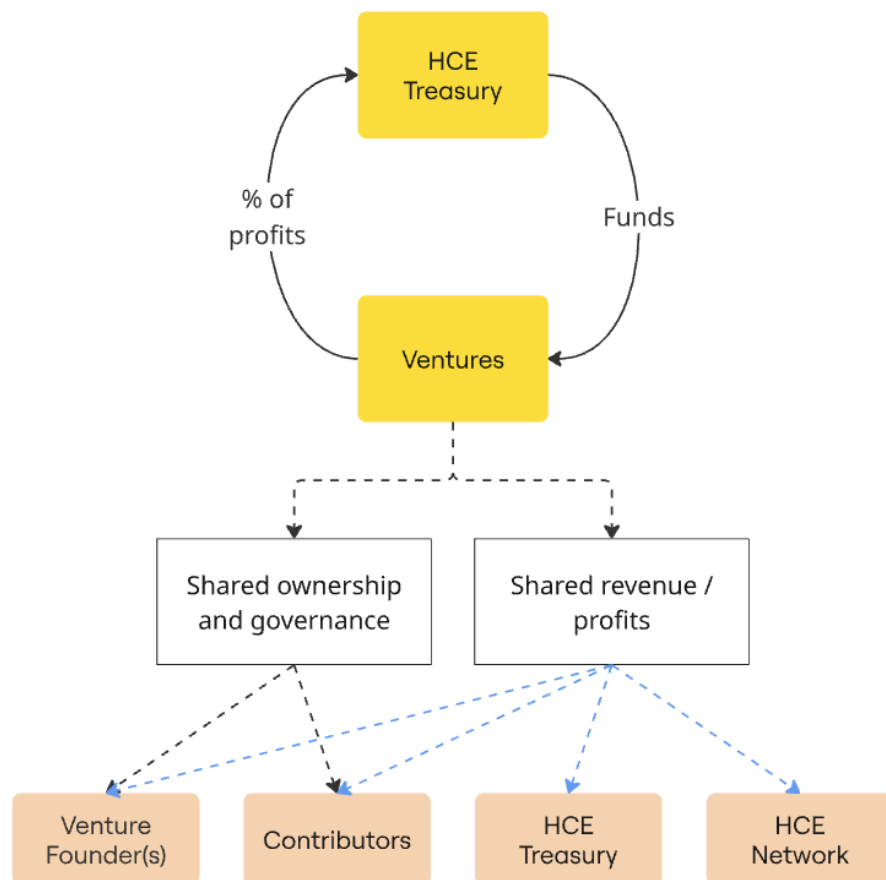 HCE
Treasury
% of
profits
Funds
Ventures
Shared ownership
and governance
Shared revenue /
profits
Venture
Founder(s)
Contributors
HCE
Treasury
HCE
Network